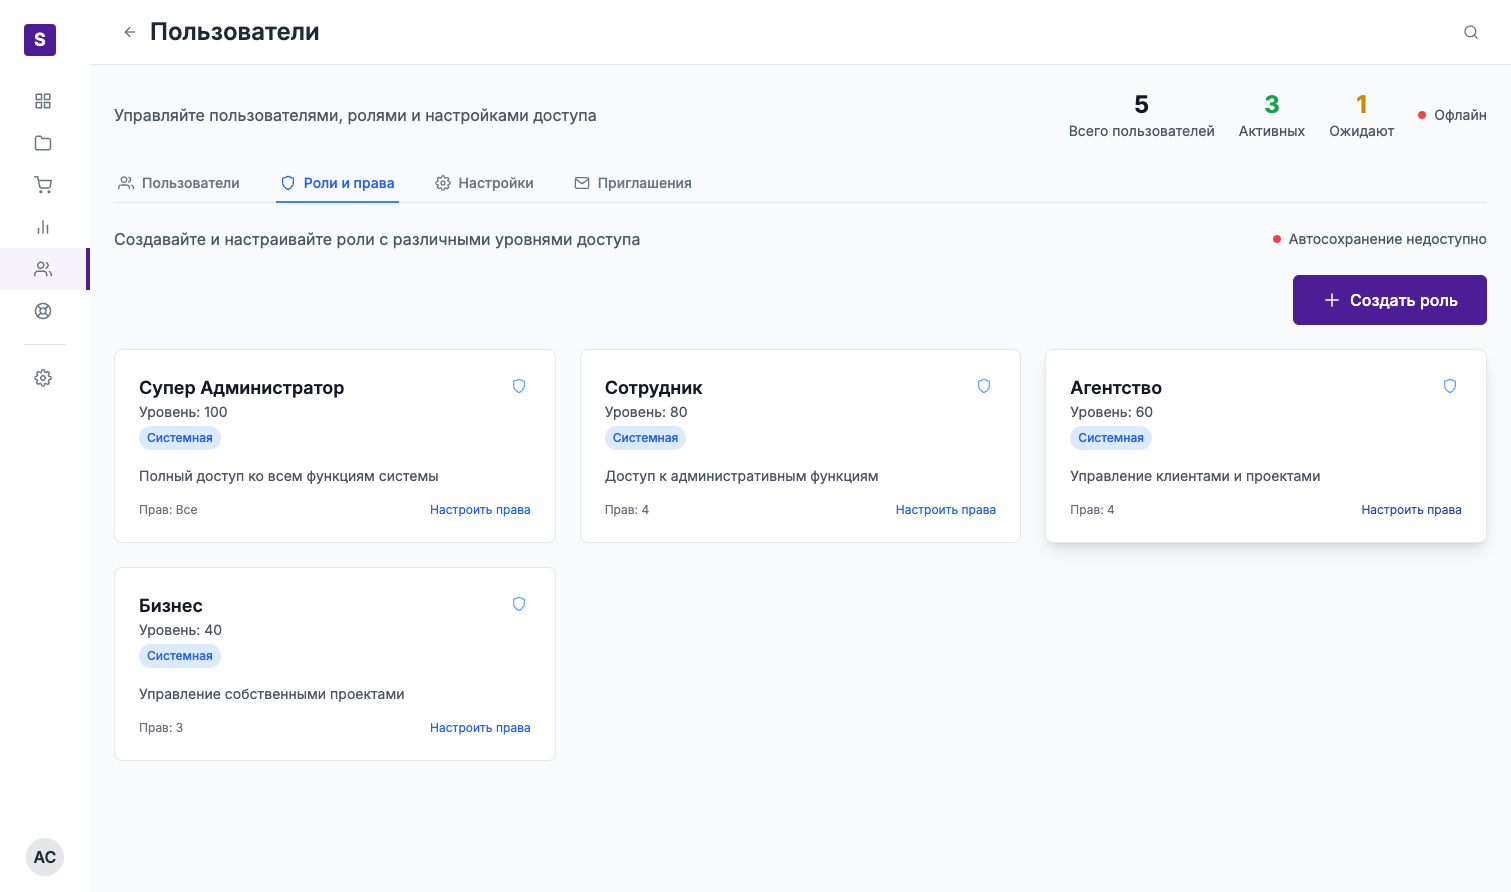 S
Пользователи
Управляйте пользователями, ролями и настройками доступа
5
Всего пользователей
3
Активных
1
Ожидают
Офлайн
Пользователи
Роли и права
Настройки
Приглашения
Создавайте и настраивайте роли с различными уровнями доступа
Автосохранение недоступно
Создать роль
Супер Администратор
Уровень: 100
Системная
Полный доступ ко всем функциям системы
Прав: Все
Настроить права
Сотрудник
Уровень: 80
Системная
Доступ к административным функциям
Прав: 4
Настроить права
Агентство
Уровень: 60
Системная
Управление клиентами и проектами
Прав: 4
Настроить права
Бизнес
Уровень: 40
Системная
Управление собственными проектами
Прав: 3
Настроить права
АС